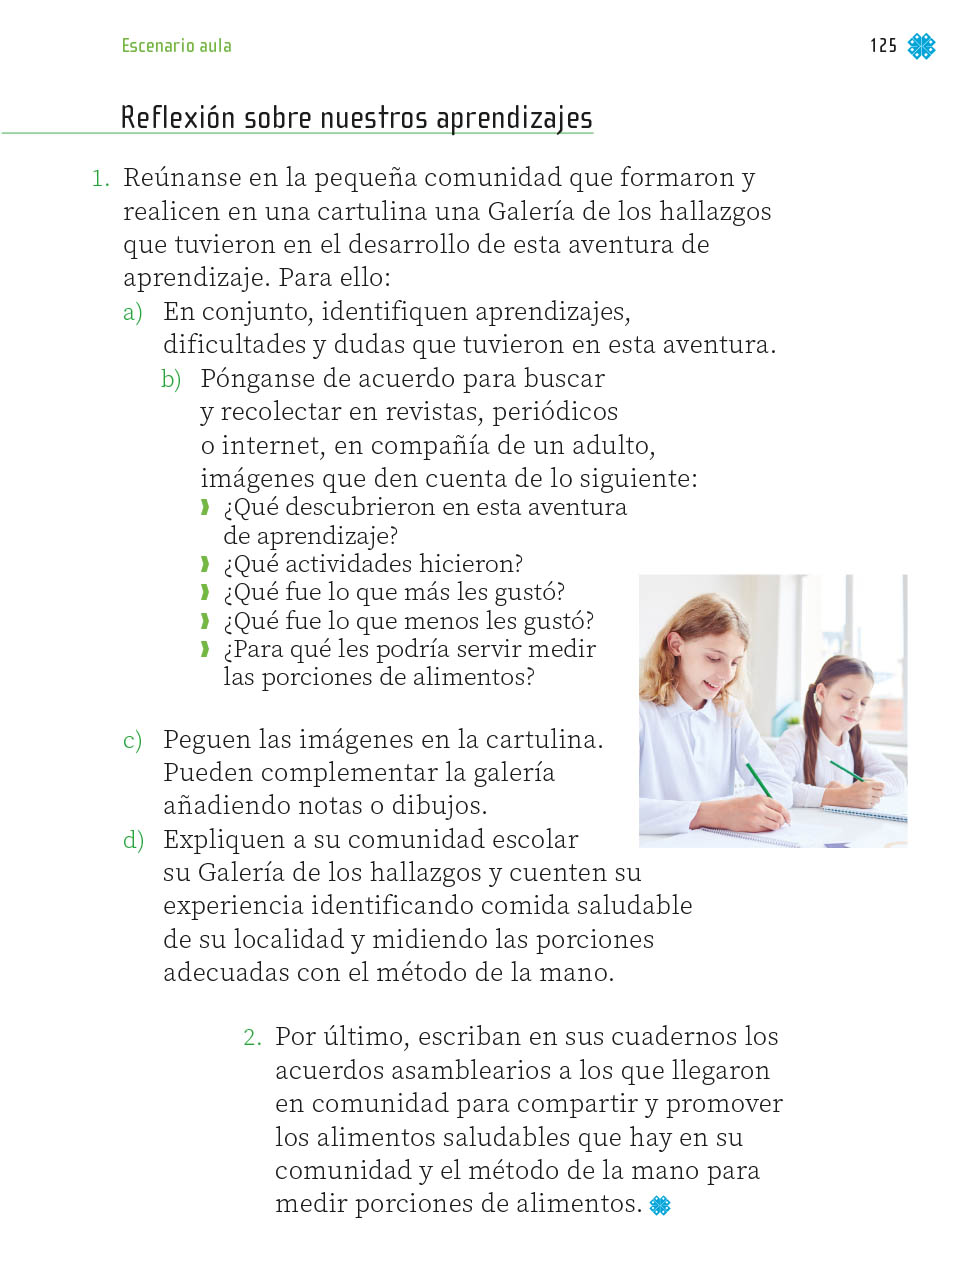 Escenario aula
125
Reflexión sobre nuestros aprendizajes
1. Reúnanse en la pequeña comunidad que formaron y
realicen en una cartulina una Galería de los hallazgos
que tuvieron en el desarrollo de esta aventura de
aprendizaje. Para ello:
a) En conjunto, identifiquen aprendizajes,
dificultades y dudas que tuvieron en esta aventura.
b) Pónganse de acuerdo para buscar
y recolectar en revistas, periódicos
o internet, en compañía de un adulto,
imágenes que den cuenta de lo siguiente:
¿Qué descubrieron en esta aventura
de aprendizaje?
¿Qué actividades hicieron?
¿Qué fue lo que más les gustó?
¿Qué fue lo que menos les gustó?
¿Para qué les podría servir medir
las porciones de alimentos?
c) Peguen las imágenes en la cartulina.
Pueden complementar la galería
añadiendo notas o dibujos.
d) Expliquen a su comunidad escolar
su Galería de los hallazgos y cuenten su
experiencia identificando comida saludable
de su localidad y midiendo las porciones
adecuadas con el método de la mano.
2. Por último, escriban en sus cuadernos los
acuerdos asamblearios a los que llegaron
en comunidad para compartir y promover
los alimentos saludables que hay en su
comunidad y el método de la mano para
medir porciones de alimentos.